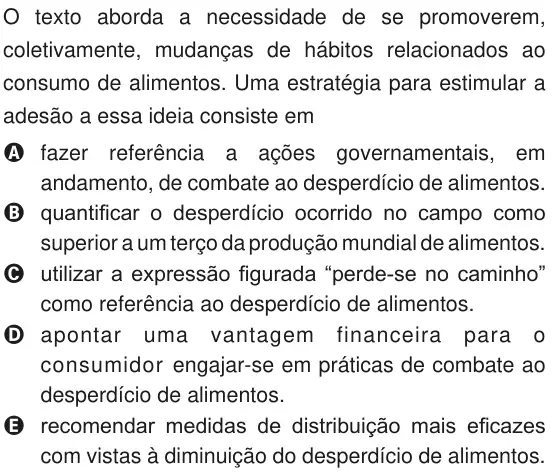 O texto aborda a necessidade de se promoverem,
coletivamente, mudanças de hábitos relacionados ao
consumo de alimentos. Uma estratégia para estimular a
adesão a essa ideia consiste em
A fazer referência a ações governamentais, em
andamento, de combate ao desperdício de alimentos.
B quantificar o desperdício ocorrido no campo como
superior a um terço da produção mundial de alimentos.
C utilizar a expressão figurada “perde-se no caminho”
como referência ao desperdício de alimentos.
D apontar uma vantagem financeira para o
consumidor engajar-se em práticas de combate ao
desperdício de alimentos.
E recomendar medidas de distribuição mais eficazes
com vistas à diminuição do desperdício de alimentos.